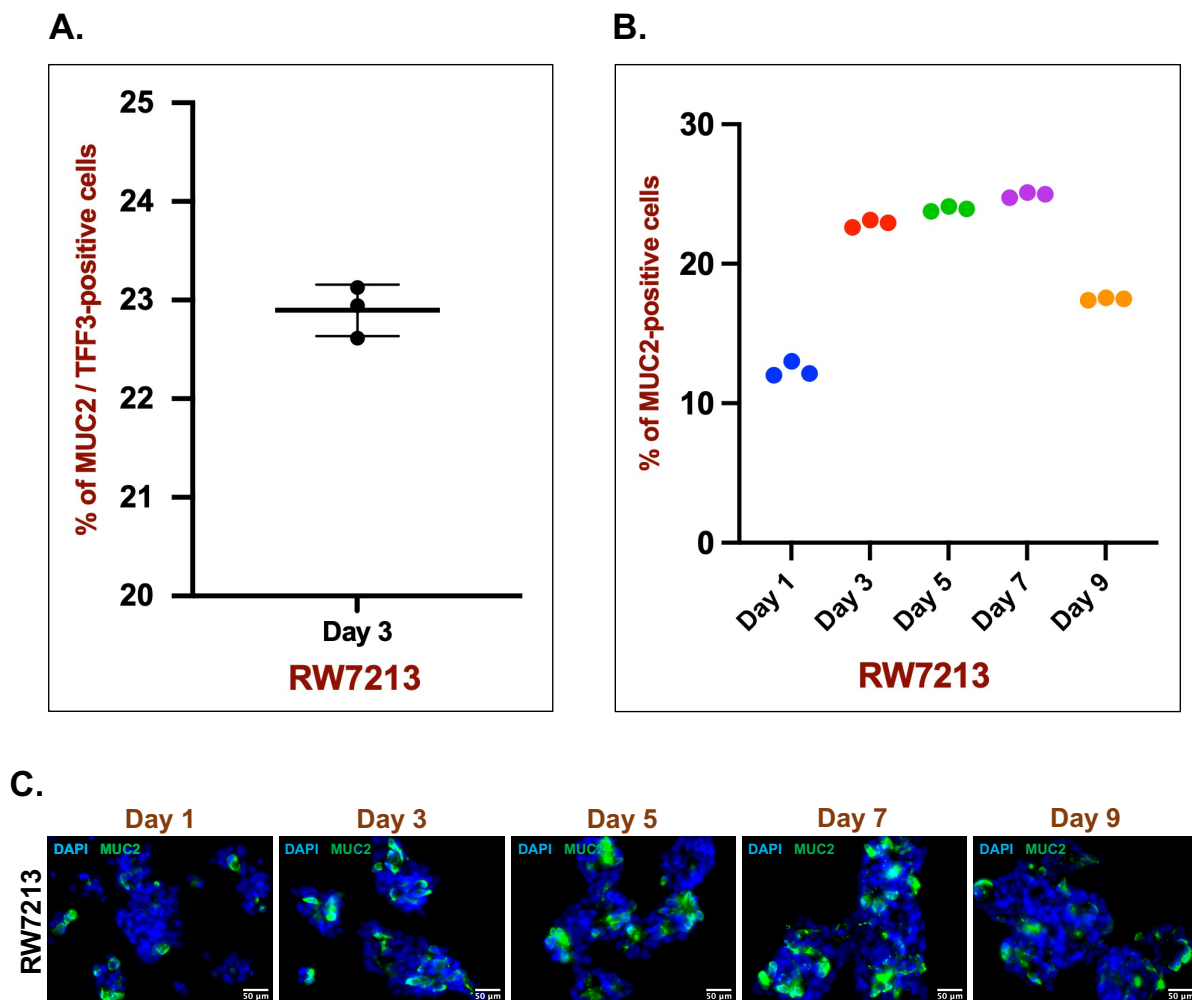 A.
% of MUC2 / TFF3-positive cells
25
24
23
22
21
20
Day 3
RW7213
B.
% of MUC2-positive cells
30
20
10
0
Day 1
Day 3
Day 5
Day 7
Day 9
RW7213
C.
Day 1
Day 3
Day 5
Day 7
Day 9
RW7213
DAPI MUC2
50 µm
DAPI MUC2
50 µm
DAPI MUC2
50 µm
DAPI MUC2
50 µm
DAPI MUC2
50 µm